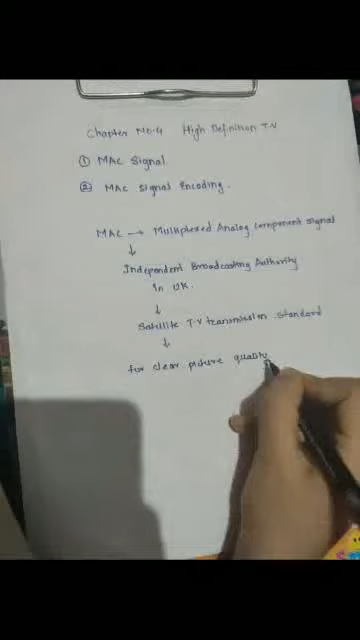 Chapter No-4 High Definition T.V
① MAC Signal.
② MAC Signal Encoding.
MAC → Multiplexed Analog Component Signal
↓
Independent Broadcasting Authority
In UK.
↓
Satellite T.V transmission standard
↓
for clear picture quality